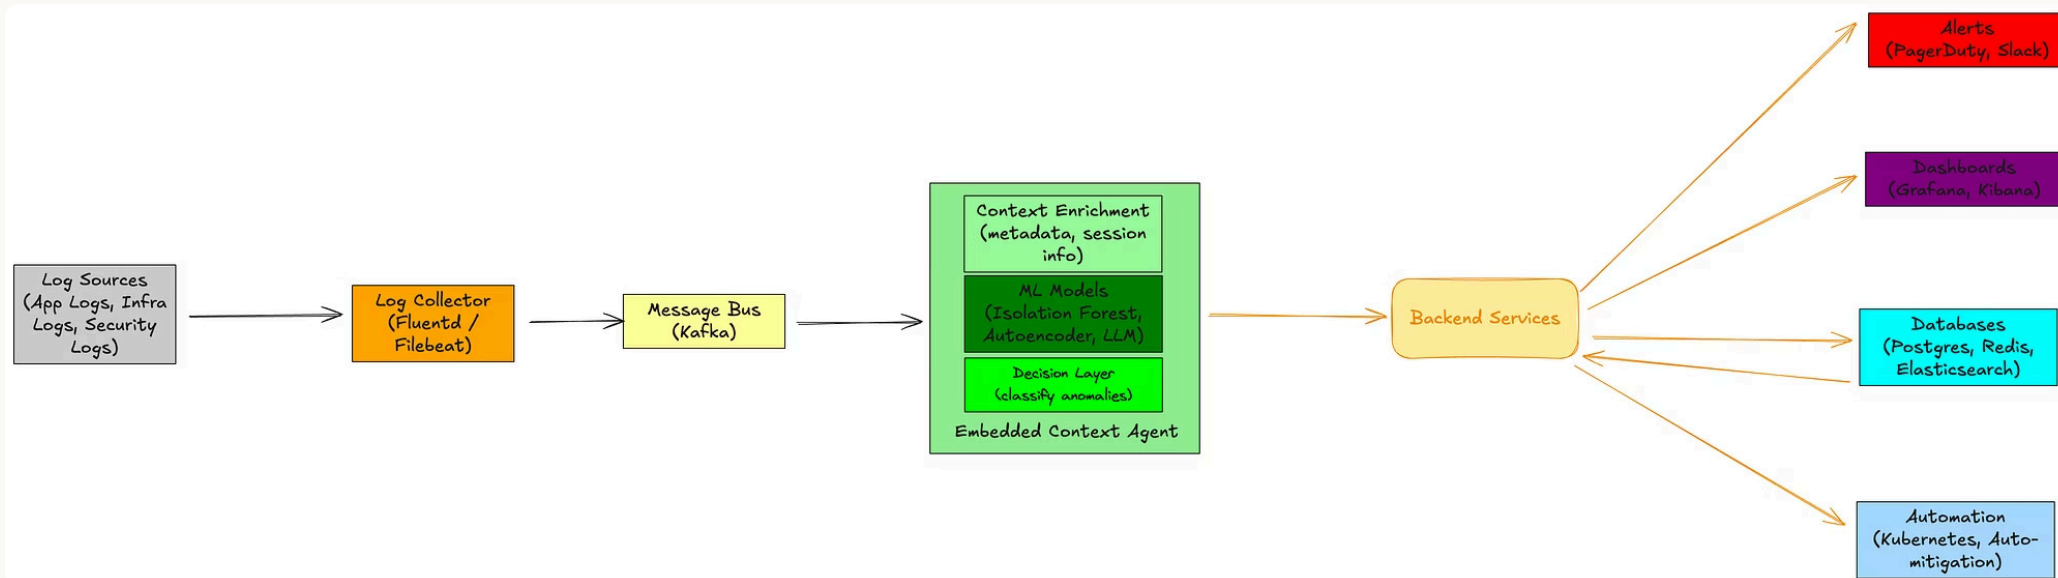 Log Sources
(App Logs, Infra
Logs, Security
Logs)
Log Collector
(Fluentd /
Filebeat)
Message Bus
(Kafka)
Context Enrichment
(metadata, session
info)
ML Models
(Isolation Forest,
Autoencoder, LLM)
Decision Layer
(classify anomalies)
Embedded Context Agent
Backend Services
Alerts
(PagerDuty, Slack)
Dashboards
(Grafana, Kibana)
Databases
(Postgres, Redis,
Elasticsearch)
Automation
(Kubernetes, Auto-
mitigation)